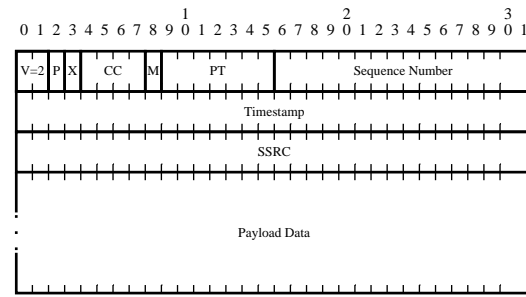 1 2 3
0 1 2 3 4 5 6 7 8 9 0 1 2 3 4 5 6 7 8 9 0 1 2 3 4 5 6 7 8 9 0 1
V=2 P X CC M PT Sequence Number
Timestamp
SSRC
Payload Data